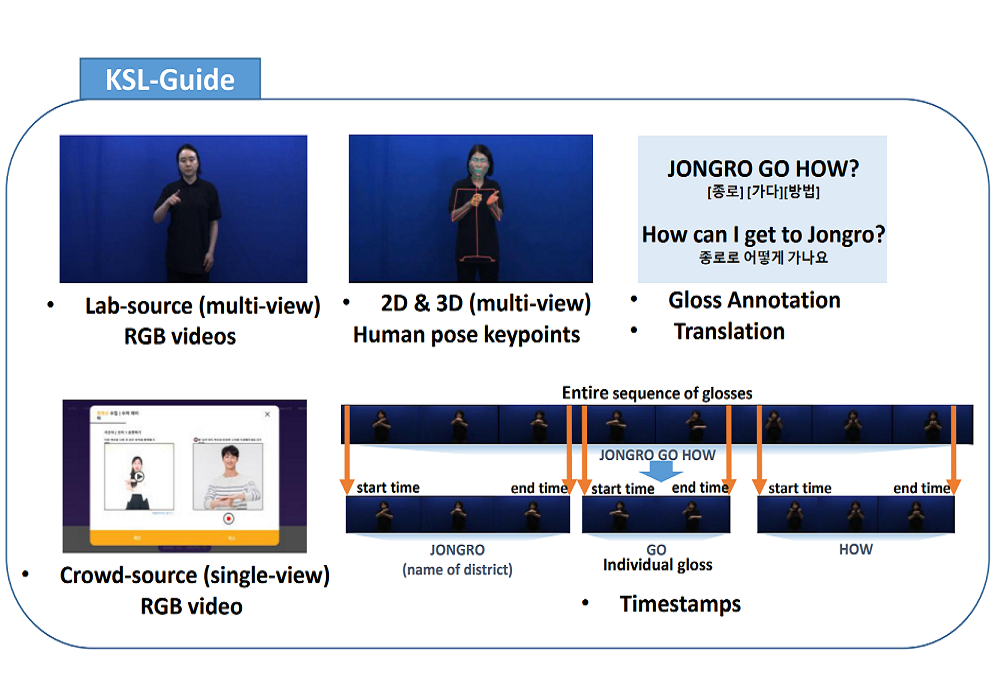 KSL-Guide
JONGRO GO HOW?
[종로] [가다][방법]
How can I get to Jongro?
종로로 어떻게 가나요
• Lab-source (multi-view)
RGB videos
• 2D & 3D (multi-view)
Human pose keypoints
• Gloss Annotation
• Translation
Entire sequence of glosses
JONGRO GO HOW
start time
end time
start time
end time
start time
end time
JONGRO
(name of district)
GO
Individual gloss
HOW
• Crowd-source (single-view)
RGB video
• Timestamps